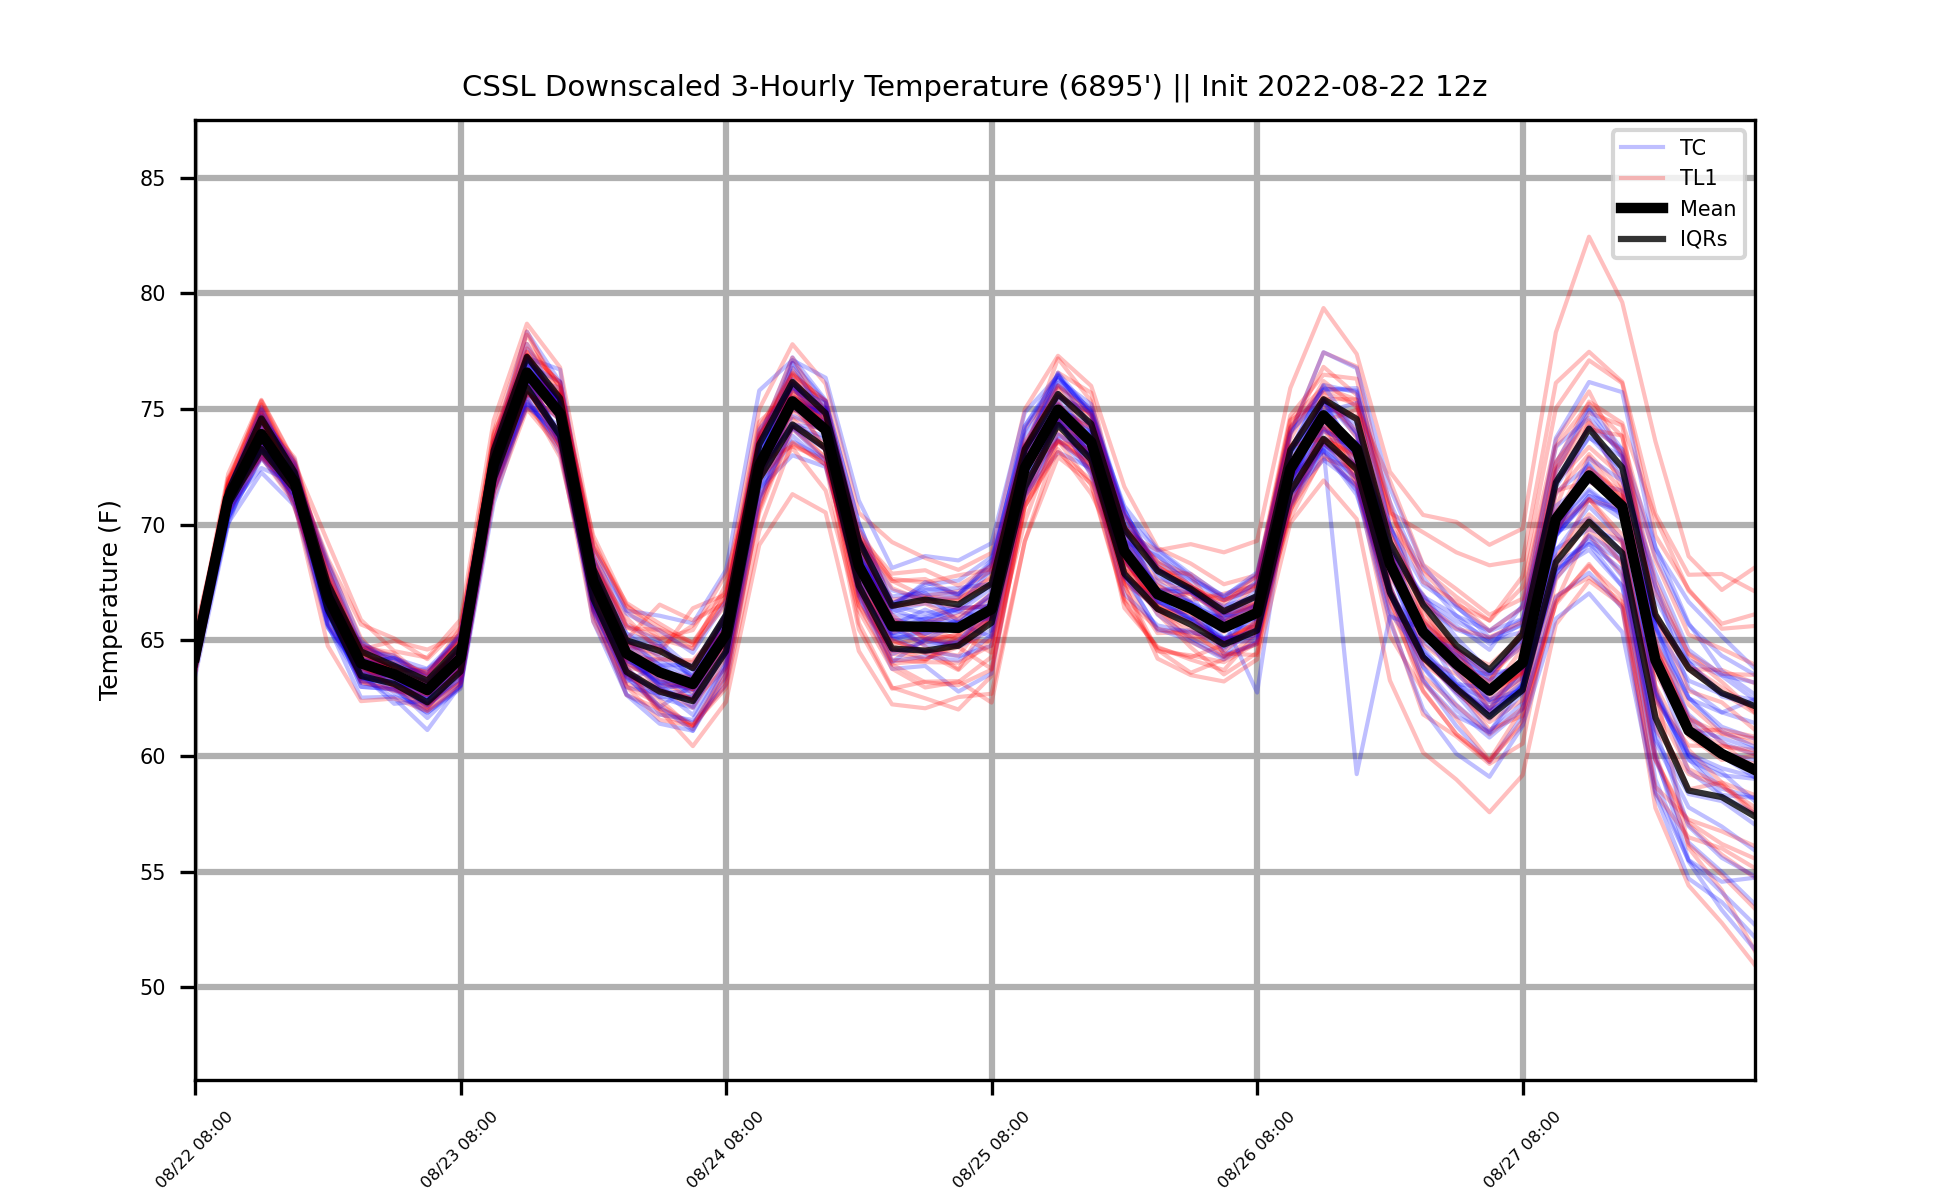 CSSL Downscaled 3-Hourly Temperature (6895') || Init 2022-08-22 12z
TC
TL1
Mean
IQRs
Temperature (F)
85
80
75
70
65
60
55
50
08/22 08:00
08/23 08:00
08/24 08:00
08/25 08:00
08/26 08:00
08/27 08:00